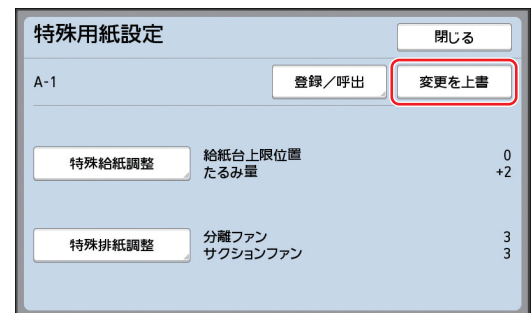 特殊用紙設定 閉じる
A-1 登録／呼出 変更を上書
特殊給紙調整 給紙台上限位置 0
たるみ量 +2
特殊排紙調整 分離ファン 3
サクションファン 3